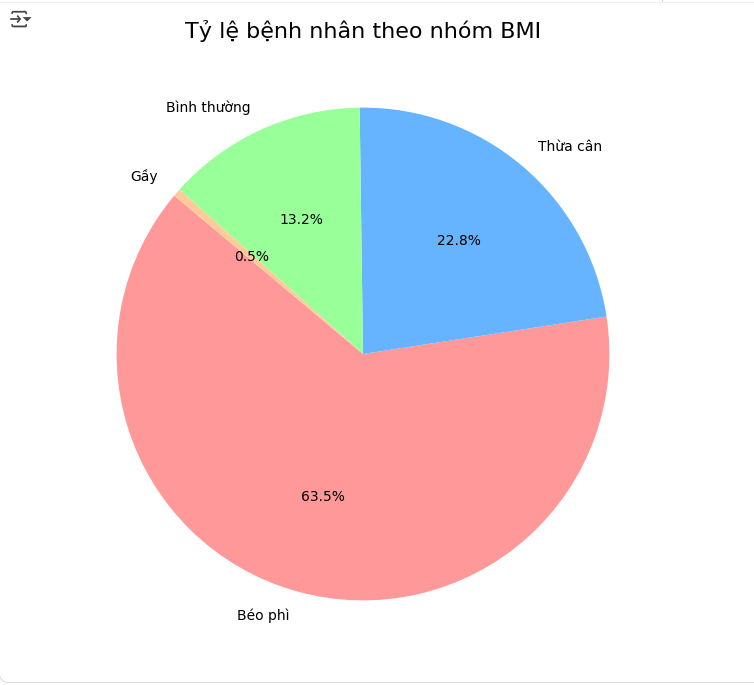 Tỷ lệ bệnh nhân theo nhóm BMI
Bình thường
Thừa cân
Gầy
13.2%
22.8%
0.5%
63.5%
Béo phì